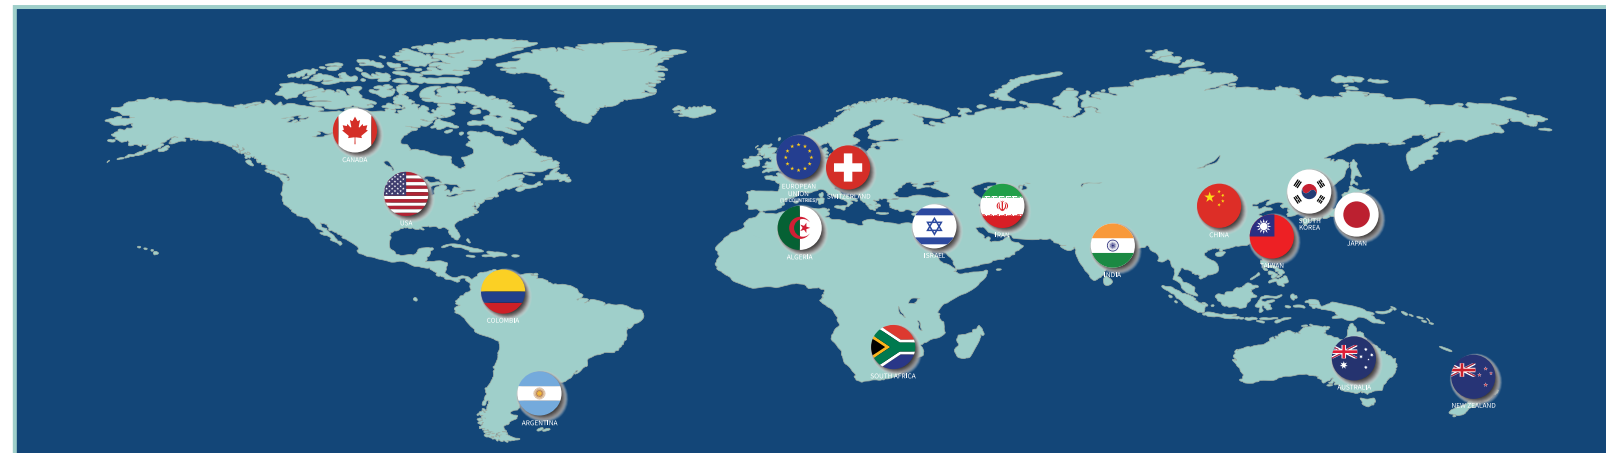 CANADA
USA
COLOMBIA
ARGENTINA
EUROPEAN
UNION
SWITZERLAND
ALGERIA
ISRAEL
IRAN
SOUTH AFRICA
INDIA
CHINA
TAIWAN
SOUTH
KOREA
JAPAN
AUSTRALIA
NEW ZEALAND